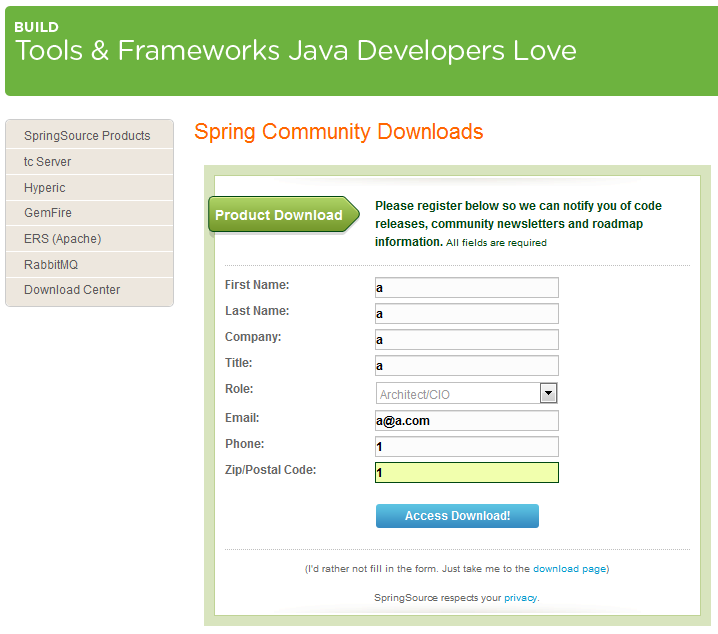 BUILD
Tools & Frameworks Java Developers Love
SpringSource Products
tc Server
Hyperic
GemFire
ERS (Apache)
RabbitMQ
Download Center
Spring Community Downloads
Product Download
Please register below so we can notify you of code
releases, community newsletters and roadmap
information. All fields are required
First Name: a
Last Name: a
Company: a
Title: a
Role: Architect/CIO
Email: a@a.com
Phone: 1
Zip/Postal Code: 1
Access Download!
(I'd rather not fill in the form. Just take me to the download page)
SpringSource respects your privacy.